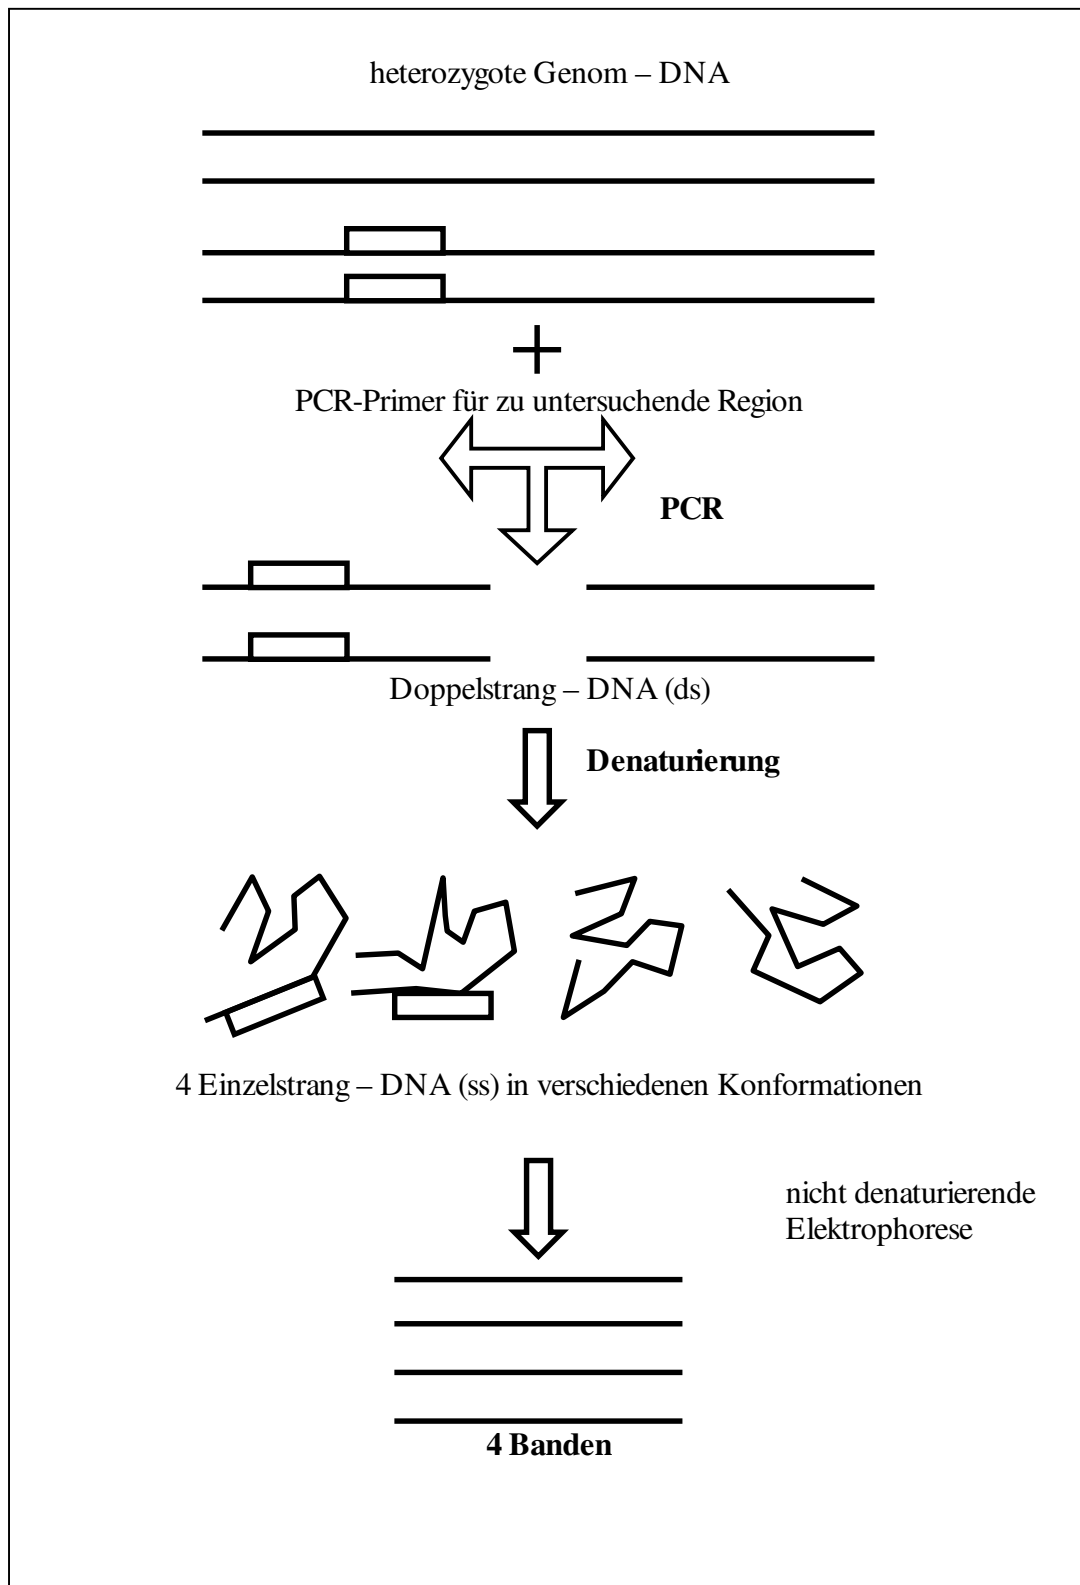 heterozygote Genom – DNA
PCR-Primer für zu untersuchende Region
PCR
Doppelstrang – DNA (ds)
Denaturierung
4 Einzelstrang – DNA (ss) in verschiedenen Konformationen
nicht denaturierende
Elektrophorese
4 Banden